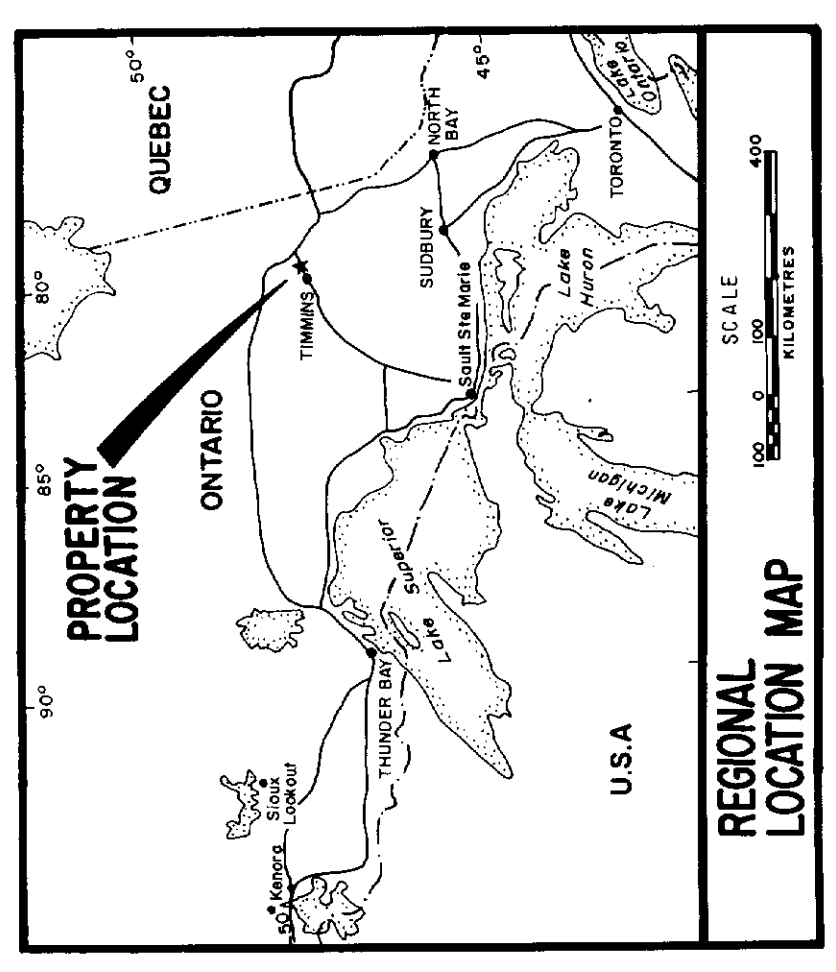 50°
45°
80°
85°
90°
QUEBEC
ONTARIO
U.S.A
PROPERTY
LOCATION
Kenora
50
Sioux
Lookout
THUNDER BAY
TIMMINS
Sault Ste Marie
SUDBURY
NORTH
BAY
TORONTO
Lake
Superior
Lake
Michigan
Lake
Huron
Lake
Ontario
REGIONAL
LOCATION MAP
SCALE
100 0 100 400
KILOMETRES